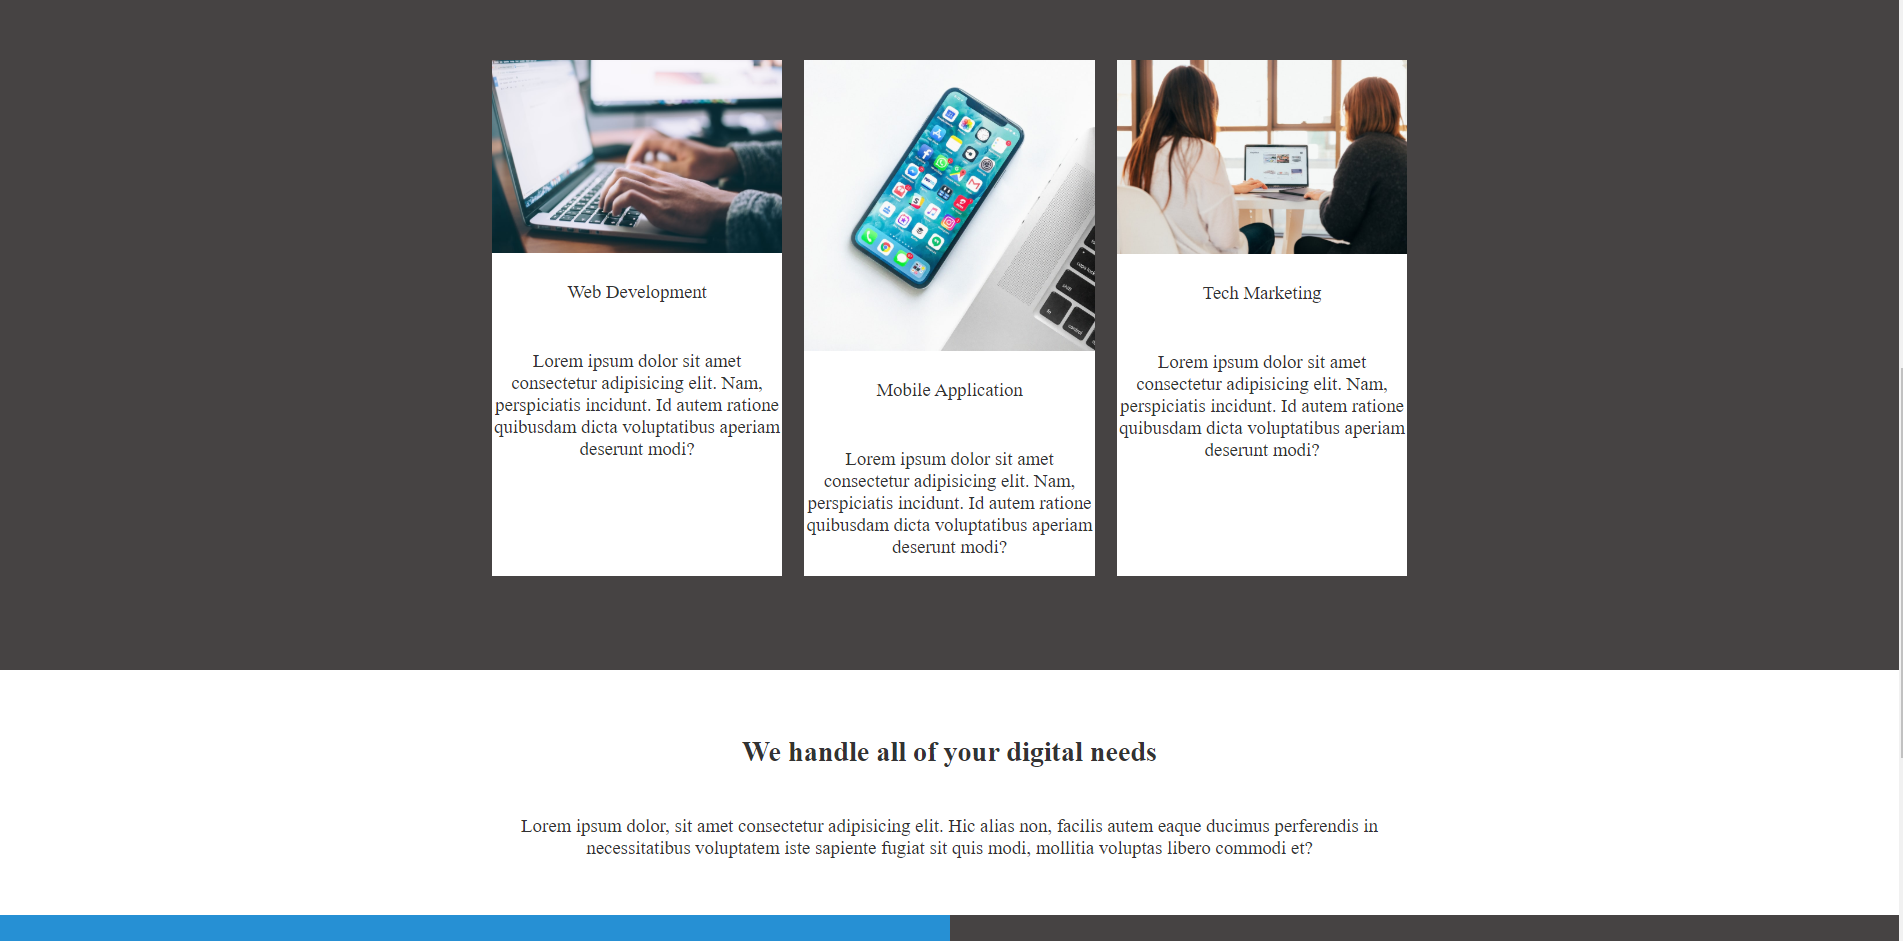 Web Development
Lorem ipsum dolor sit amet
consectetur adipisicing elit. Nam,
perspiciatis incidunt. Id autem ratione
quibusdam dicta voluptatibus aperiam
deserunt modi?
caps lock
shift
fn
control
Mobile Application
Lorem ipsum dolor sit amet
consectetur adipisicing elit. Nam,
perspiciatis incidunt. Id autem ratione
quibusdam dicta voluptatibus aperiam
deserunt modi?
Tech Marketing
Lorem ipsum dolor sit amet
consectetur adipisicing elit. Nam,
perspiciatis incidunt. Id autem ratione
quibusdam dicta voluptatibus aperiam
deserunt modi?
We handle all of your digital needs
Lorem ipsum dolor, sit amet consectetur adipisicing elit. Hic alias non, facilis autem eaque ducimus perferendis in
necessitatibus voluptatem iste sapiente fugiat sit quis modi, mollitia voluptas libero commodi et?